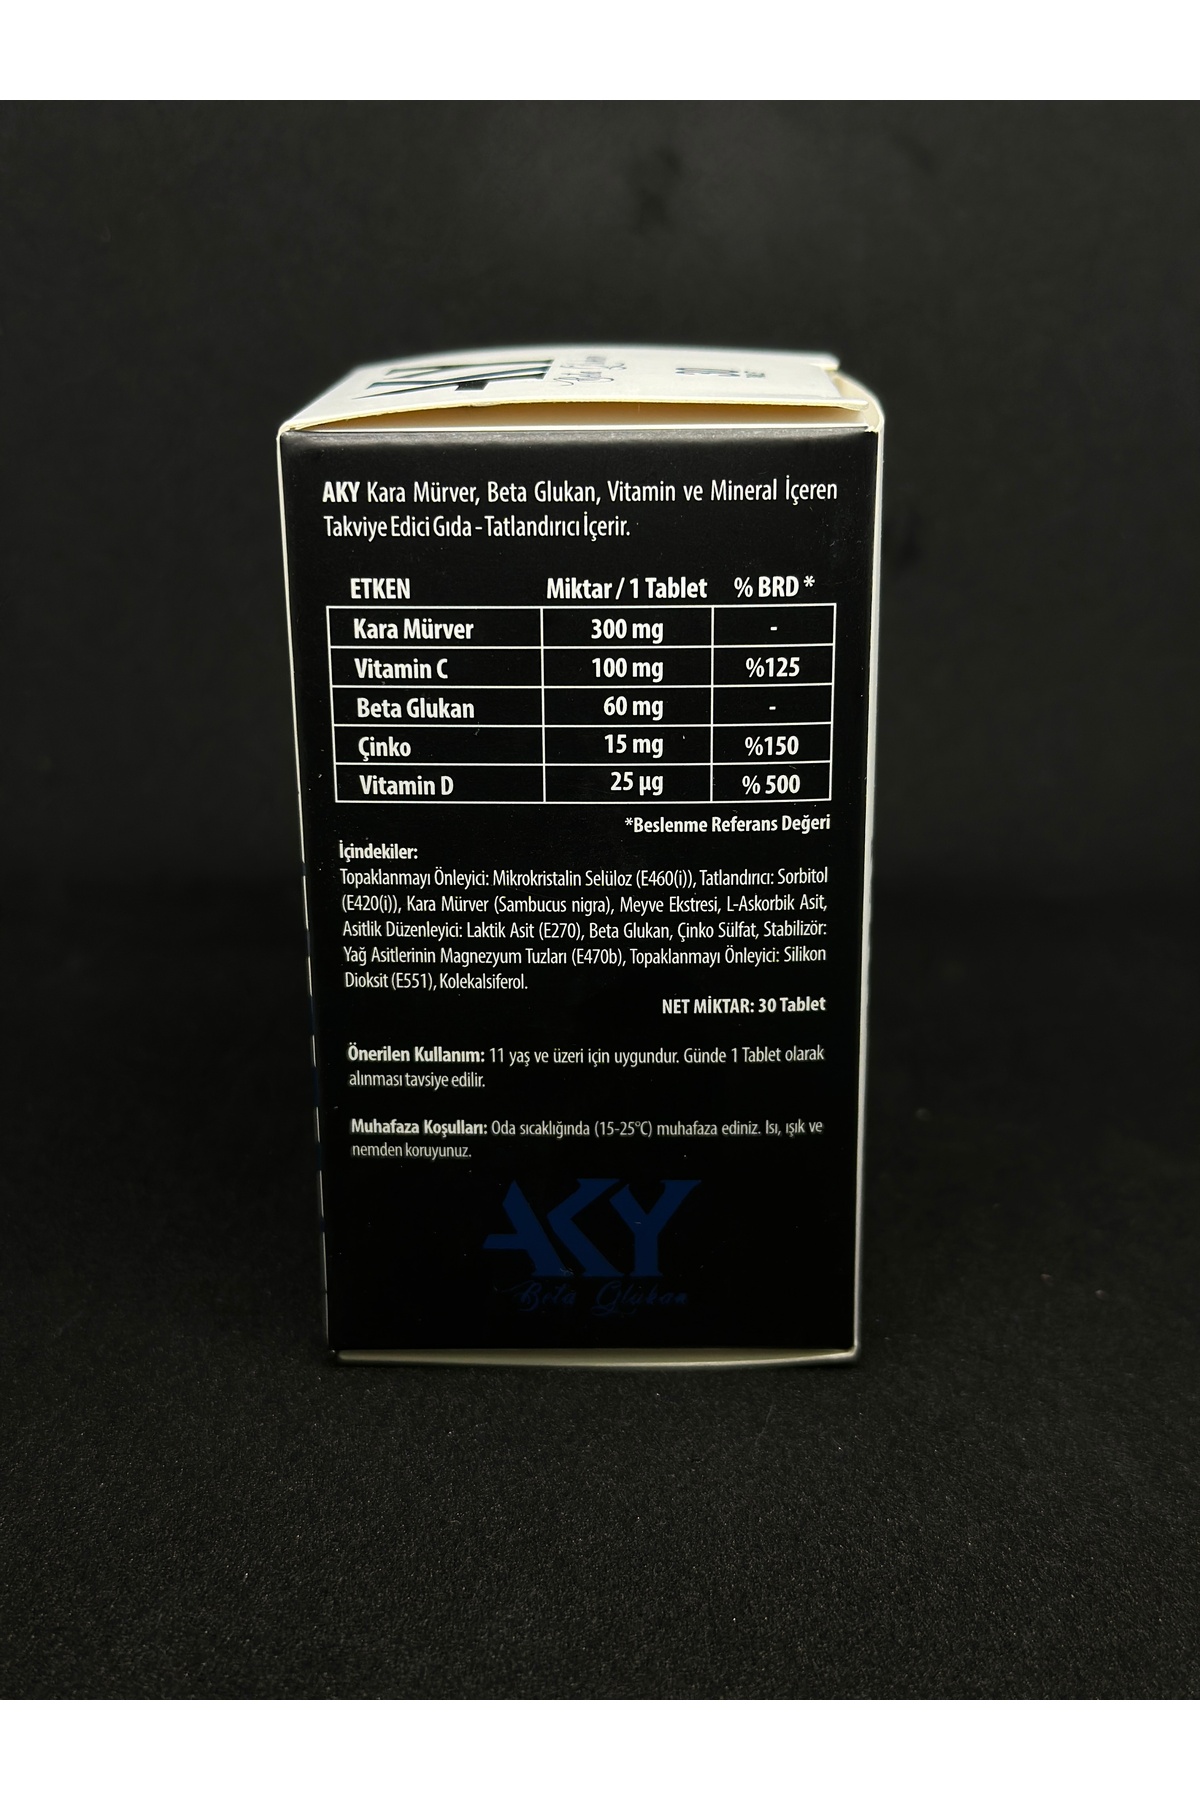 AKY
30
AKY Kara Mürver, Beta Glukan, Vitamin ve Mineral İçeren
Takviye Edici Gıda - Tatlandırıcı İçerir.
ETKEN Miktar / 1 Tablet % BRD *
Kara Mürver 300 mg -
Vitamin C 100 mg %125
Beta Glukan 60 mg -
Çinko 15 mg %150
Vitamin D 25 µg % 500
*Beslenme Referans Değeri
İçindekiler:
Topaklanmayı Önleyici: Mikrokristalin Selüloz (E460(i)), Tatlandırıcı: Sorbitol
(E420(i)), Kara Mürver (Sambucus nigra), Meyve Ekstresi, L-Askorbik Asit,
Asitlik Düzenleyici: Laktik Asit (E270), Beta Glukan, Çinko Sülfat, Stabilizör:
Yağ Asitlerinin Magnezyum Tuzları (E470b), Topaklanmayı Önleyici: Silikon
Dioksit (E551), Kolekalsiferol.
NET MİKTAR: 30 Tablet
Önerilen Kullanım: 11 yaş ve üzeri için uygundur. Günde 1 Tablet olarak
alınması tavsiye edilir.
Muhafaza Koşulları: Oda sıcaklığında (15-25°C) muhafaza ediniz. Isı, ışık ve
nemden koruyunuz.
AKY
Beta Glukan